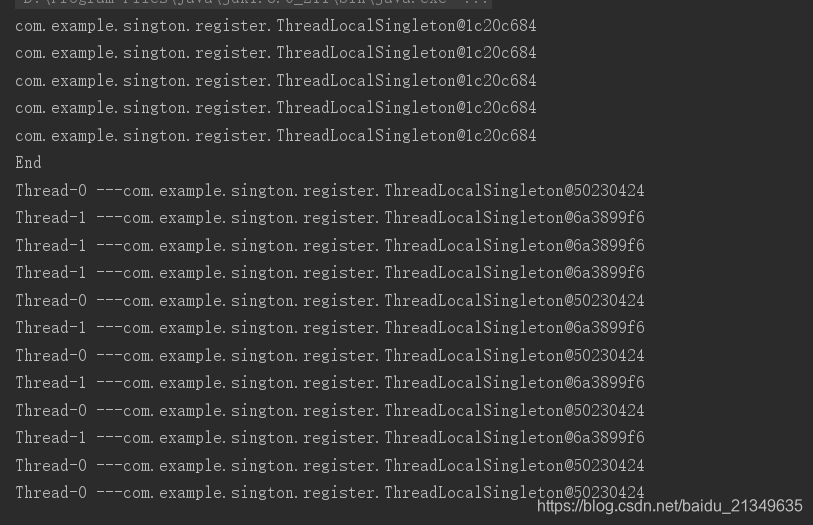 com.example.sington.register.ThreadLocalSingleton@1c20c684
com.example.sington.register.ThreadLocalSingleton@1c20c684
com.example.sington.register.ThreadLocalSingleton@1c20c684
com.example.sington.register.ThreadLocalSingleton@1c20c684
com.example.sington.register.ThreadLocalSingleton@1c20c684
End
Thread-0 ---com.example.sington.register.ThreadLocalSingleton@50230424
Thread-1 ---com.example.sington.register.ThreadLocalSingleton@6a3899f6
Thread-1 ---com.example.sington.register.ThreadLocalSingleton@6a3899f6
Thread-1 ---com.example.sington.register.ThreadLocalSingleton@6a3899f6
Thread-0 ---com.example.sington.register.ThreadLocalSingleton@50230424
Thread-1 ---com.example.sington.register.ThreadLocalSingleton@6a3899f6
Thread-0 ---com.example.sington.register.ThreadLocalSingleton@50230424
Thread-1 ---com.example.sington.register.ThreadLocalSingleton@6a3899f6
Thread-0 ---com.example.sington.register.ThreadLocalSingleton@50230424
Thread-1 ---com.example.sington.register.ThreadLocalSingleton@6a3899f6
Thread-0 ---com.example.sington.register.ThreadLocalSingleton@50230424
Thread-0 ---com.example.sington.register.ThreadLocalSingleton@50230424
https://blog.csdn.net/baidu_21349635